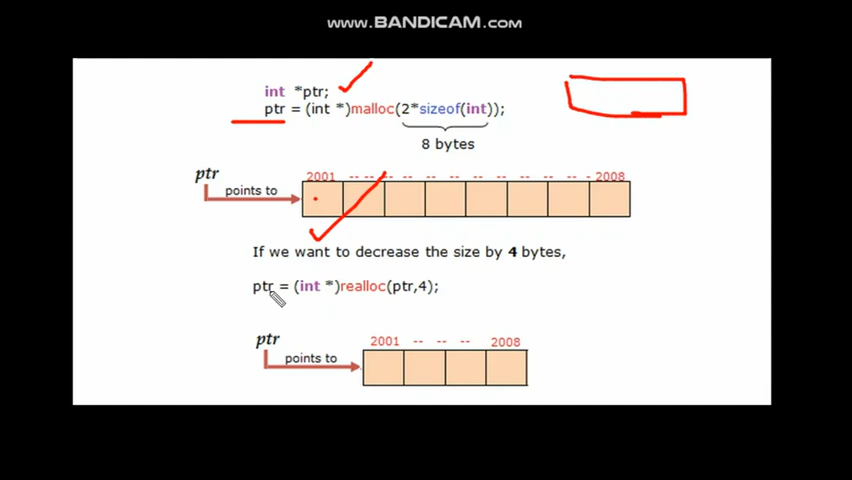 www.BANDICAM.com
int *ptr;
ptr = (int *)malloc(2*sizeof(int));
8 bytes
ptr
points to
2001 -- -- -- -- -- -- -- -- -- -- - 2008
If we want to decrease the size by 4 bytes,
ptr = (int *)realloc(ptr,4);
ptr
points to
2001 -- -- -- 2008